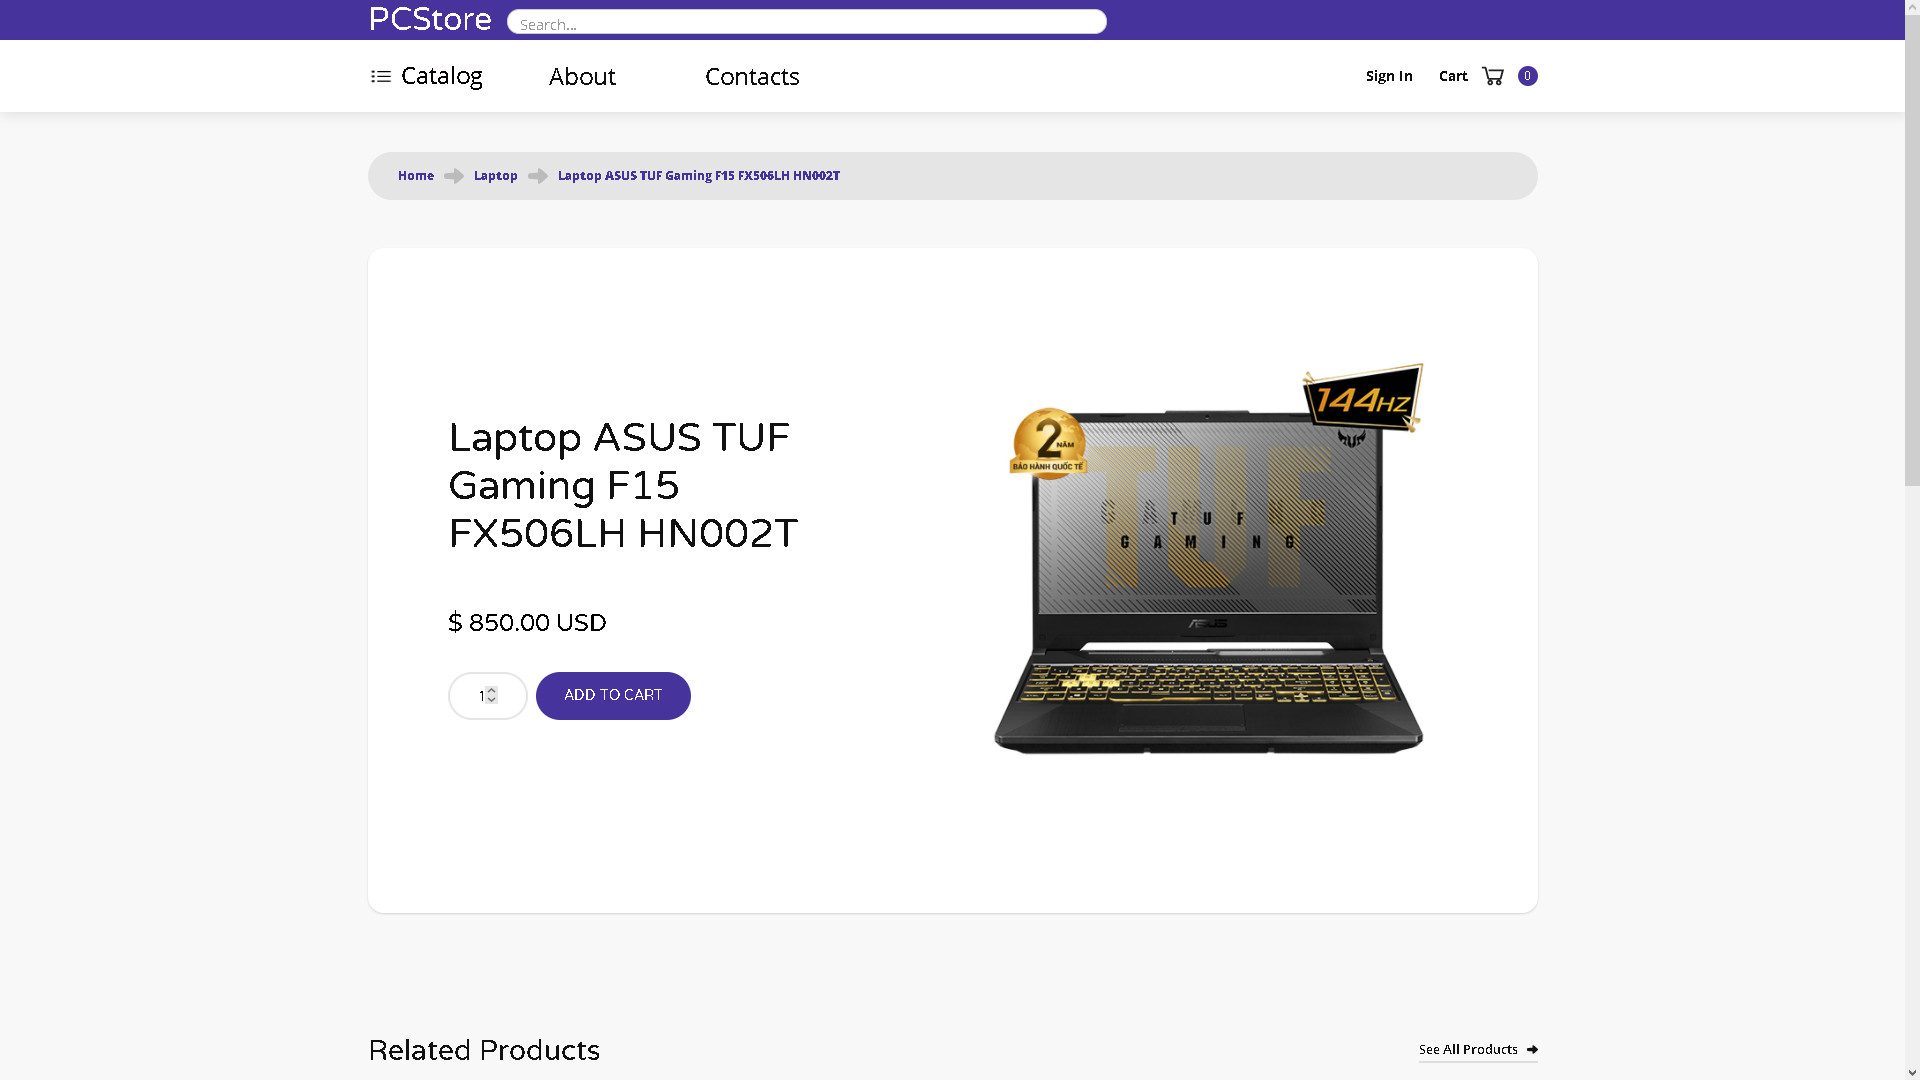 PCStore
Search...
Catalog
About
Contacts
Sign In
Cart
0
Home
Laptop
Laptop ASUS TUF Gaming F15 FX506LH HN002T
Laptop ASUS TUF
Gaming F15
FX506LH HN002T
$ 850.00 USD
1
ADD TO CART
144HZ
2 NĂM
BẢO HÀNH QUỐC TẾ
TUF
GAMING
ASUS
Related Products
See All Products